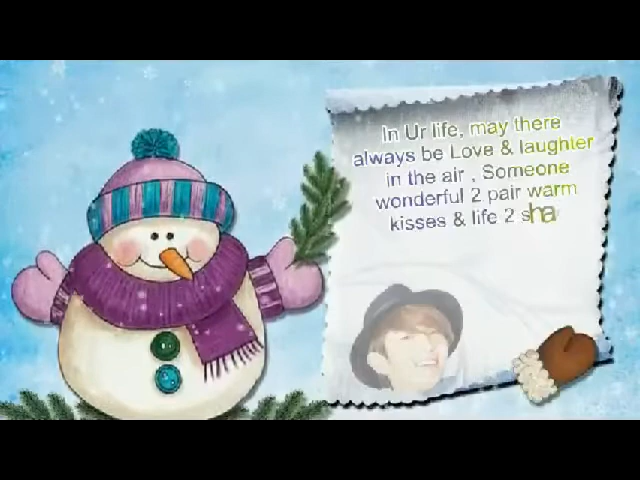 In Ur life, may there
always be Love & laughter
in the air . Someone
wonderful 2 pair warm
kisses & life 2 sha